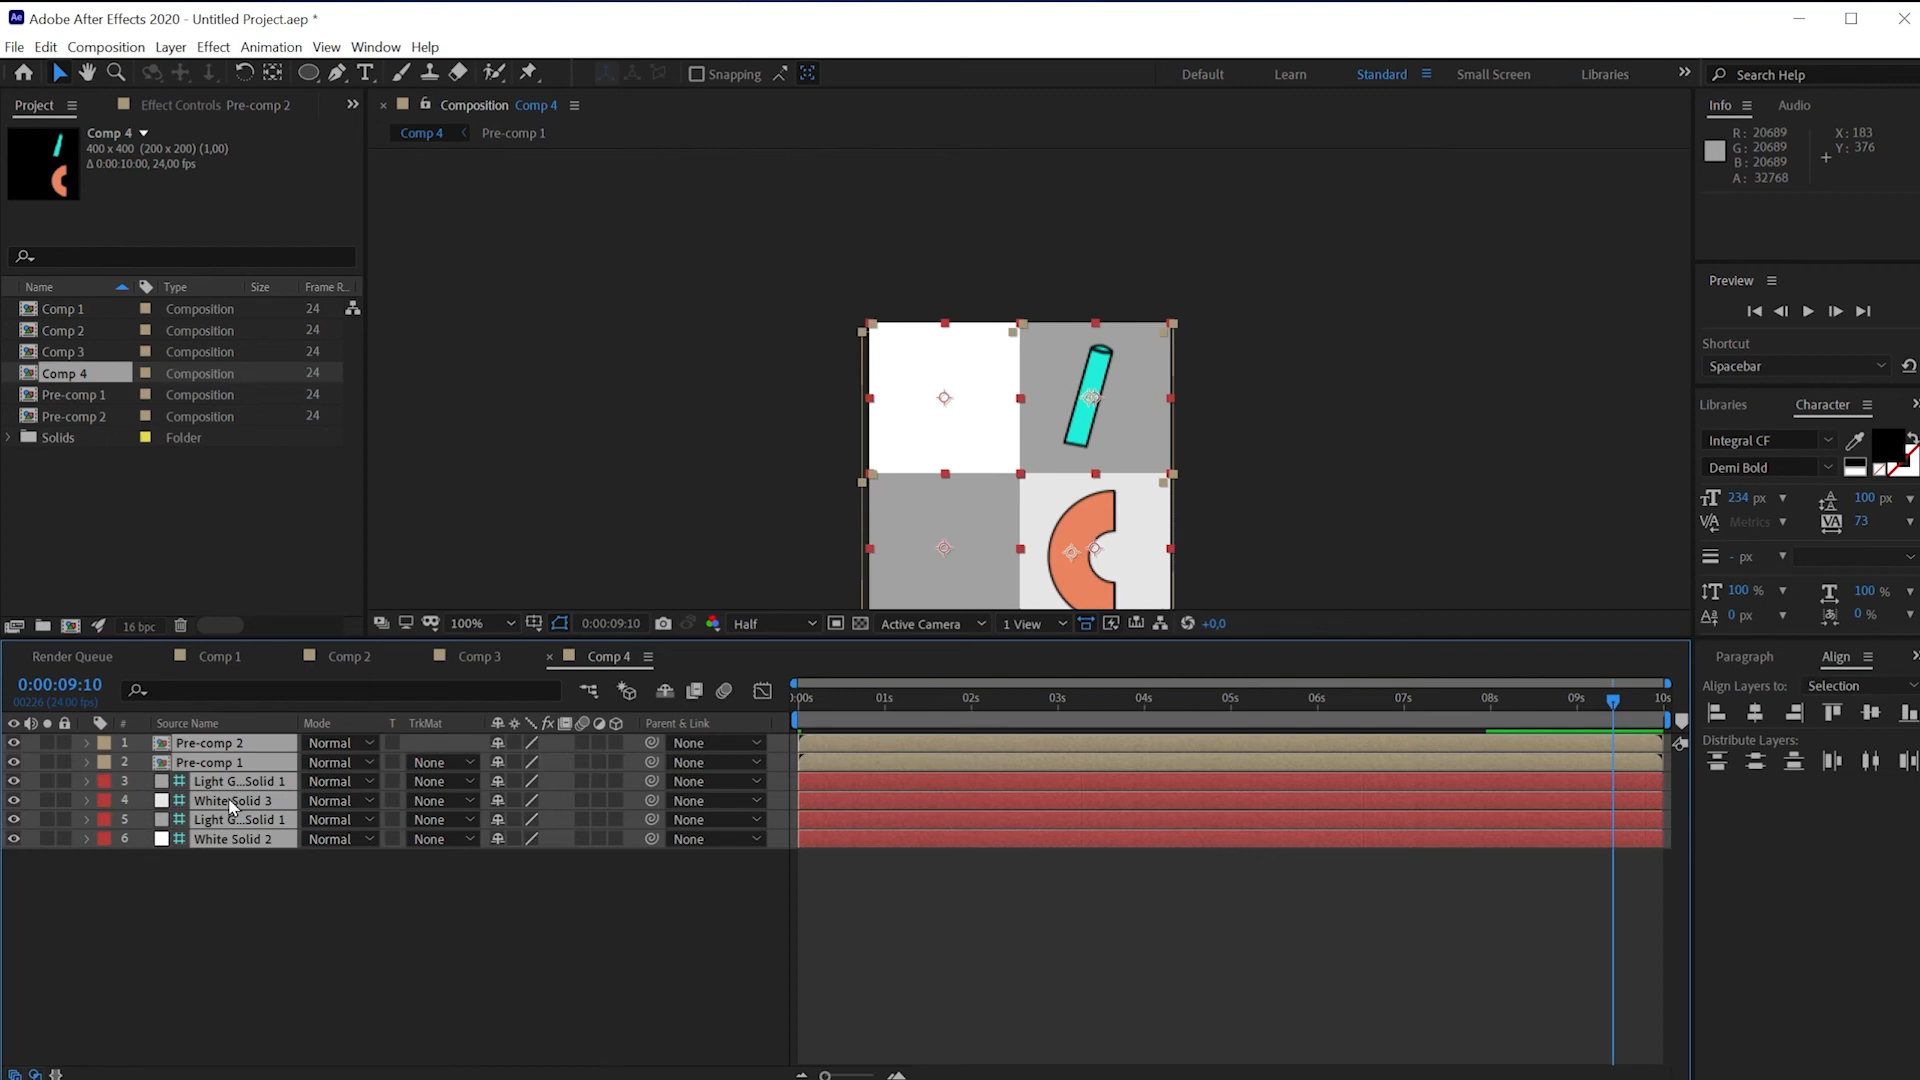 Adobe After Effects 2020 - Untitled Project.aep *
File Edit Composition Layer Effect Animation View Window Help
Snapping
Default Learn Standard Small Screen Libraries
Search Help
Project Effect Controls Pre-comp 2
Composition Comp 4
Info Audio
Comp 4
400 x 400 (200 x 200) (1,00)
Δ 0:00:10:00, 24,00 fps
Comp 4 Pre-comp 1
R: 20689 X: 183
G: 20689 Y: 376
B: 20689
A: 32768
Name Type Size Frame R...
Comp 1 Composition 24
Comp 2 Composition 24
Comp 3 Composition 24
Comp 4 Composition 24
Pre-comp 1 Composition 24
Pre-comp 2 Composition 24
Solids Folder
Preview
Shortcut
Spacebar
Libraries Character
Integral CF
Demi Bold
234 px 100 px
Metrics 73
- px
100 % 100 %
0 px 0 %
16 bpc
100% 0:00:09:10 Half Active Camera 1 View +0,0
Render Queue Comp 1 Comp 2 Comp 3 Comp 4
Paragraph Align
Align Layers to: Selection
Distribute Layers:
0:00:09:10
00226 (24.00 fps)
:00s 01s 02s 03s 04s 05s 06s 07s 08s 09s 10s
# Source Name Mode T TrkMat Parent & Link
1 Pre-comp 2 Normal None
2 Pre-comp 1 Normal None None
3 Light G...Solid 1 Normal None None
4 White Solid 3 Normal None None
5 Light G...Solid 1 Normal None None
6 White Solid 2 Normal None None